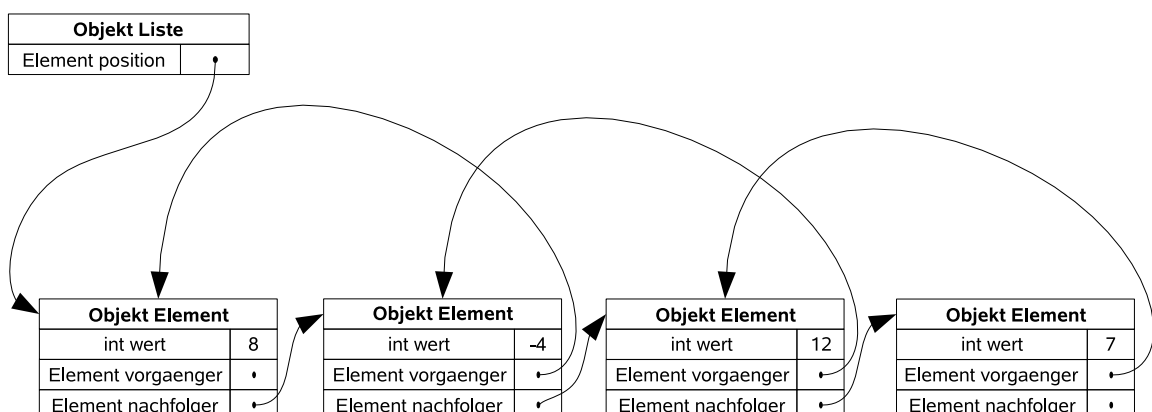 Objekt Liste
Element position
Objekt Element
int wert 8
Element vorgaenger
Element nachfolger
Objekt Element
int wert -4
Element vorgaenger
Element nachfolger
Objekt Element
int wert 12
Element vorgaenger
Element nachfolger
Objekt Element
int wert 7
Element vorgaenger
Element nachfolger